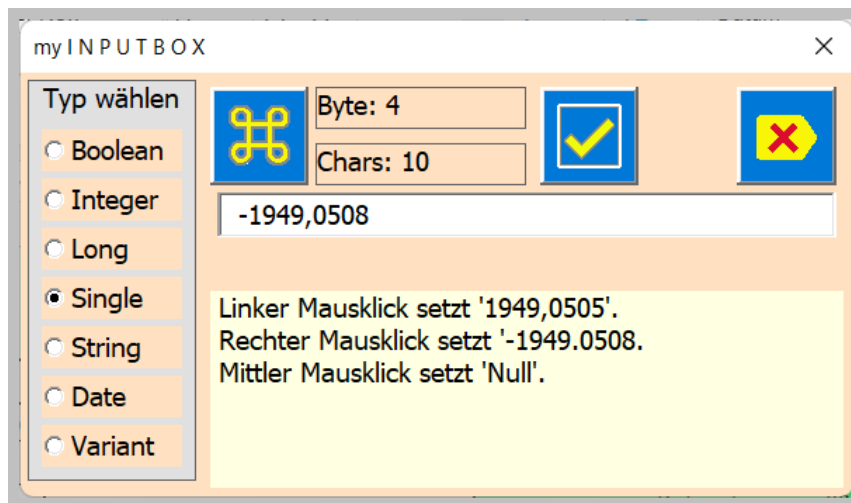 my I N P U T B O X
Typ wählen
Boolean
Integer
Long
Single
String
Date
Variant
Byte: 4
Chars: 10
-1949,0508
Linker Mausklick setzt '1949,0505'.
Rechter Mausklick setzt '-1949.0508.
Mittler Mausklick setzt 'Null'.